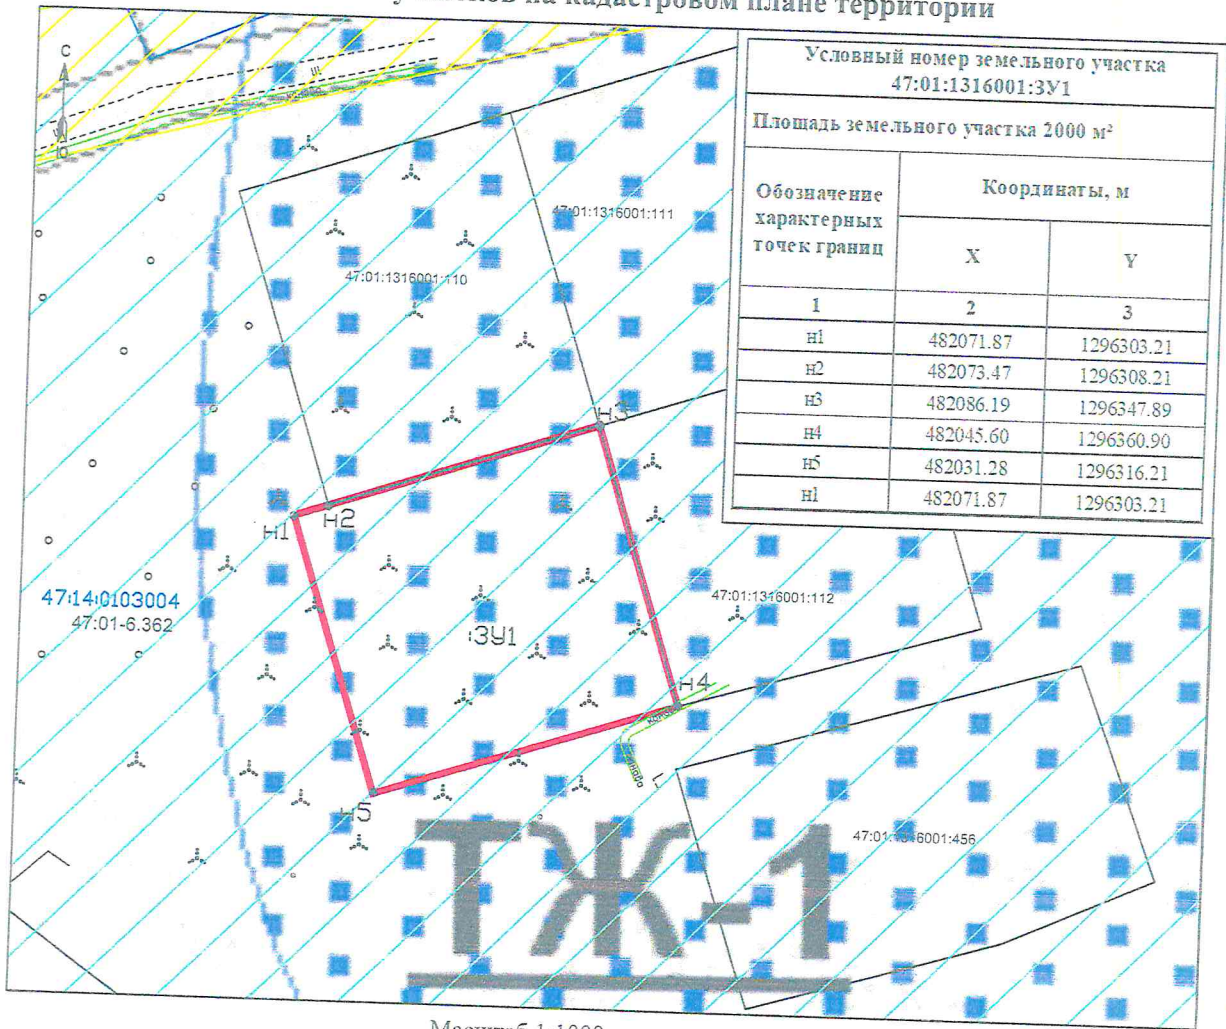 на кадастровом плане территории
С
Ю
Условный номер земельного участка
47:01:1316001:ЗУ1
Площадь земельного участка 2000 м²
Обозначение
характерных
точек границ
Координаты, м
X
Y
1 2 3
н1 482071.87 1296303.21
н2 482073.47 1296308.21
н3 482086.19 1296347.89
н4 482045.60 1296360.90
н5 482031.28 1296316.21
н1 482071.87 1296303.21
47:01:1316001:111
47:01:1316001:110
н3
н2
н1
47:14:0103004
47:01-6.362
47:01:1316001:112
:ЗУ1
н4
н5
47:01:1316001:456
ТЖ-1
Масштаб 1:1000